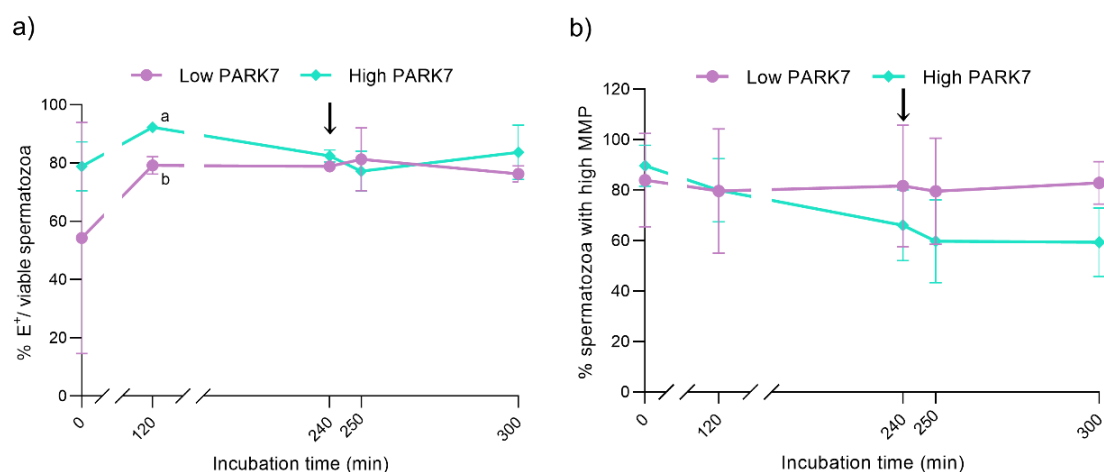 a)
Low PARK7 High PARK7
% E⁺/ viable spermatozoa
100
80
60
40
20
0
a
b
0 120 240 250 300
Incubation time (min)
b)
Low PARK7 High PARK7
% spermatozoa with high MMP
120
100
80
60
40
20
0
0 120 240 250 300
Incubation time (min)